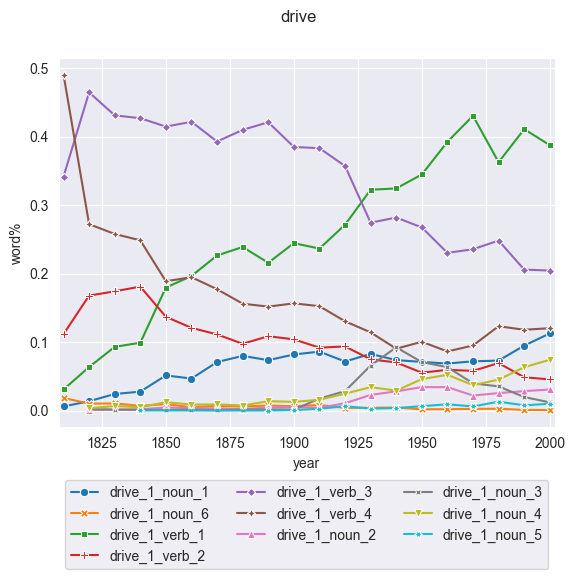 drive
0.5
0.4
0.3
0.2
0.1
0.0
word%
1825 1850 1875 1900 1925 1950 1975 2000
year
drive_1_noun_1 drive_1_verb_3 drive_1_noun_3
drive_1_noun_6 drive_1_verb_4 drive_1_noun_4
drive_1_verb_1 drive_1_noun_2 drive_1_noun_5
drive_1_verb_2